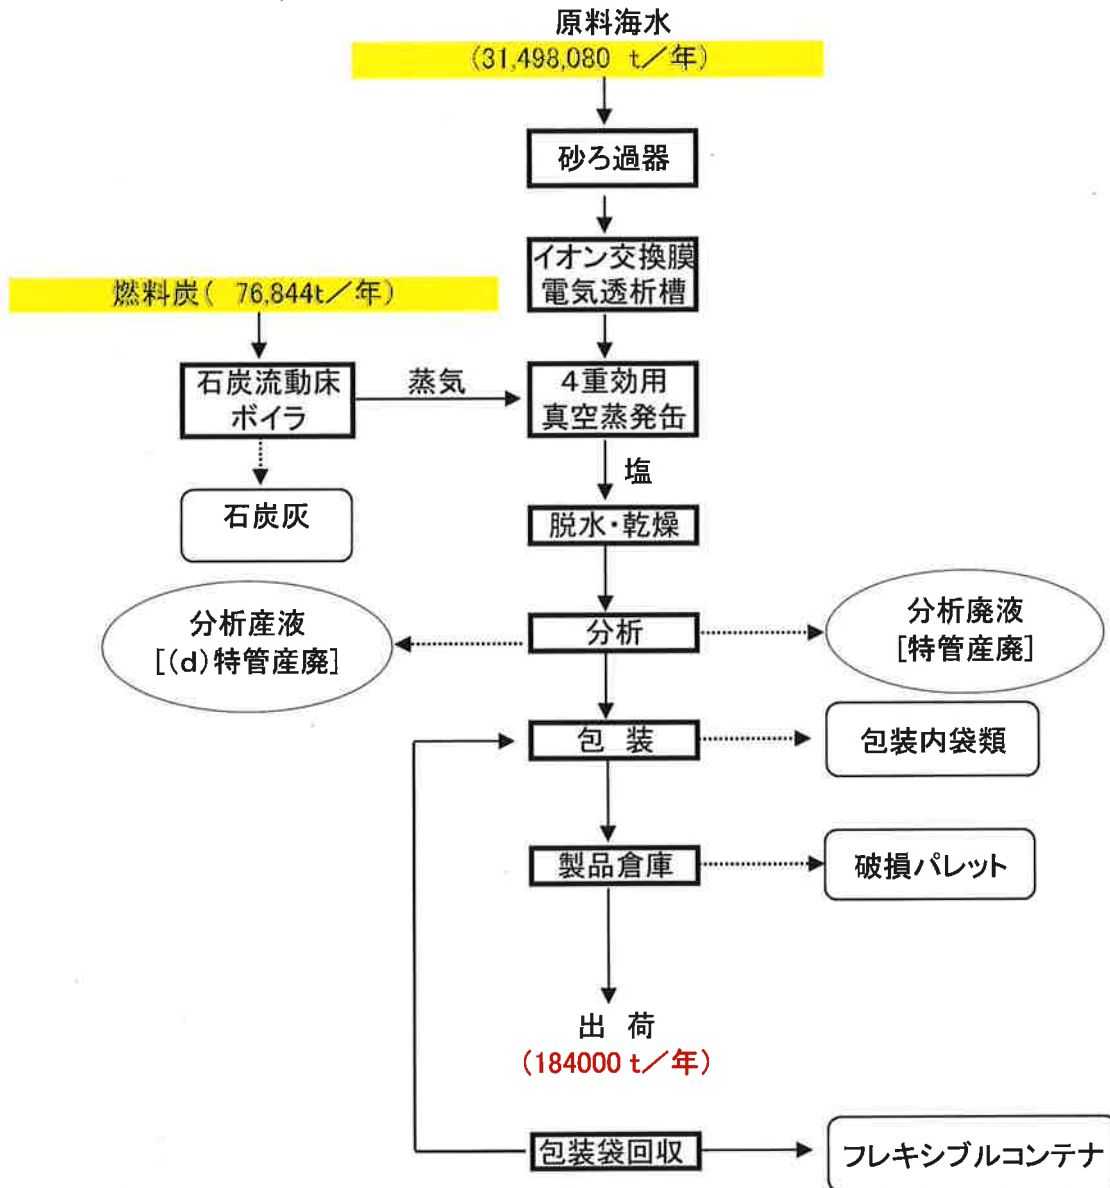 原料海水
(31,498,080 t/年)
砂ろ過器
イオン交換膜
電気透析槽
燃料炭( 76,844t/年)
石炭流動床
ボイラ
蒸気
4重効用
真空蒸発缶
塩
石炭灰
脱水・乾燥
分析産液
[(d)特管産廃]
分析
分析廃液
[特管産廃]
包 装
包装内袋類
製品倉庫
破損パレット
出 荷
(184000 t/年)
包装袋回収
フレキシブルコンテナ